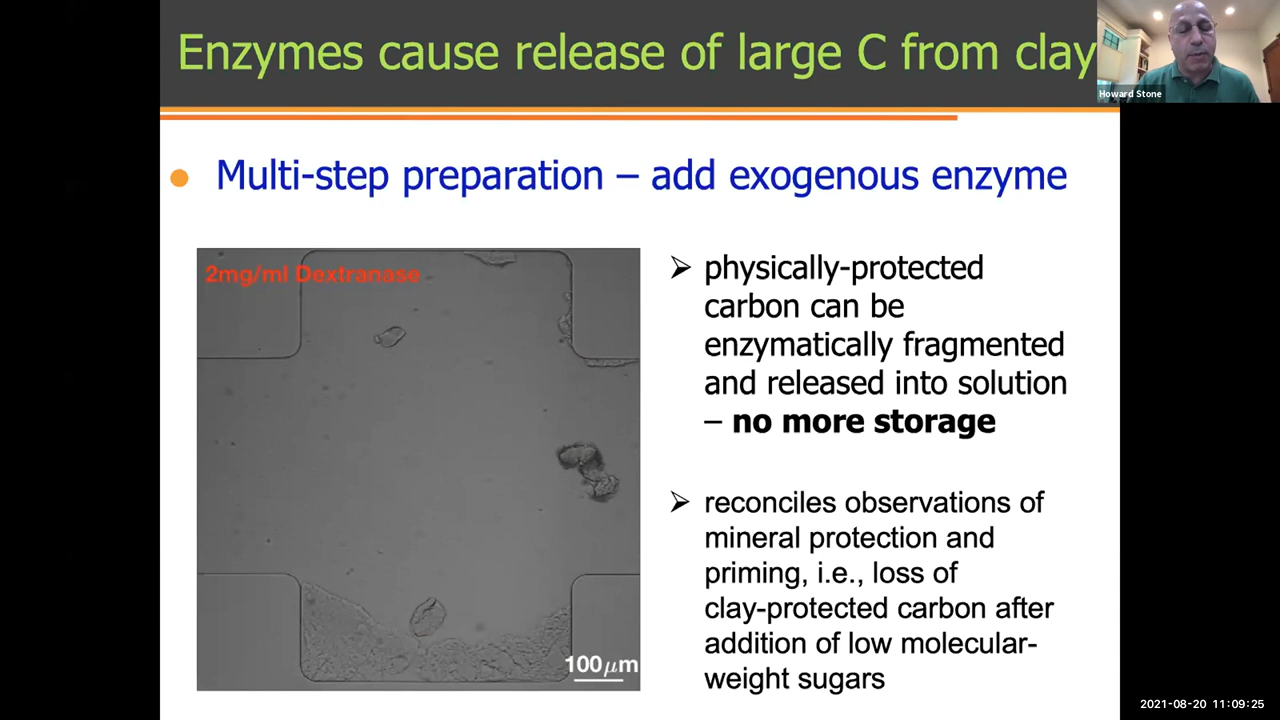 Enzymes cause release of large C from clay
Howard Stone
Multi-step preparation – add exogenous enzyme
2mg/ml Dextranase
100μm
physically-protected
carbon can be
enzymatically fragmented
and released into solution
– no more storage
reconciles observations of
mineral protection and
priming, i.e., loss of
clay-protected carbon after
addition of low molecular-
weight sugars
2021-08-20 11:09:25